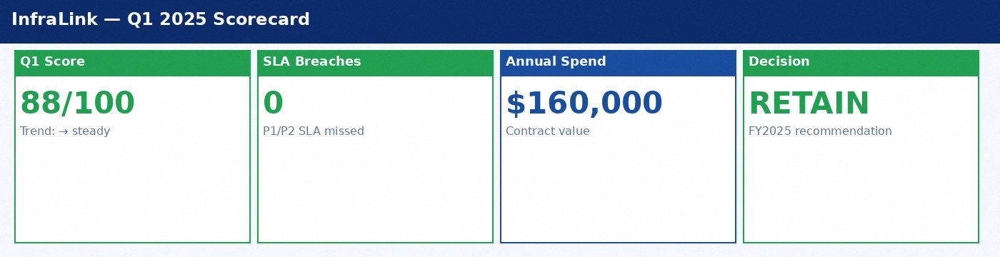 InfraLink — Q1 2025 Scorecard
Q1 Score
88/100
Trend: → steady
SLA Breaches
0
P1/P2 SLA missed
Annual Spend
$160,000
Contract value
Decision
RETAIN
FY2025 recommendation